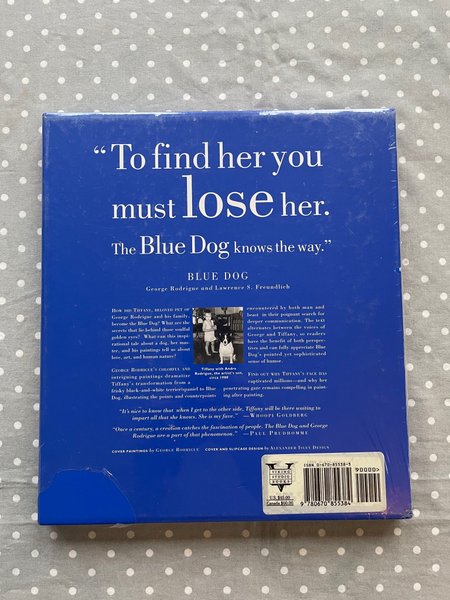 “To find her you
must lose her.
The Blue Dog knows the way.”
BLUE DOG
George Rodrigue and Lawrence S. Freundlich
How did Tiffany, beloved pet of
George Rodrigue and his family,
become the Blue Dog? What are the
secrets that lie behind those soulful
golden eyes? What can this inspi-
rational tale about a dog, her mas-
ter, and his paintings tell us about
love, art, and human nature?
George Rodrigue's colorful and
intriguing paintings dramatize
Tiffany's transformation from a
frisky black-and-white terrier/spaniel to Blue
Dog, illustrating the points and counterpoints
Tiffany with Andre
Rodrigue, the artist's son,
circa 1980
encountered by both man and
beast in their poignant search for
deeper communication. The text
alternates between the voices of
George and Tiffany, so readers
have the benefit of both perspec-
tives and can fully appreciate Blue
Dog's pointed, yet sophisticated
sense of humor.
Find out why Tiffany's face has
captivated millions—and why her
penetrating gaze remains compelling in paint-
ing after painting.
“It's nice to know that when I get to the other side, Tiffany will be there waiting to
impart all that she knows. She is my fave.” —Whoopi Goldberg
“Once a century, a creation catches the fascination of people. The Blue Dog and George
Rodrigue are a part of that phenomenon.” —Paul Prudhomme
Cover paintings by George Rodrigue Cover and slipcase design by Alexander Isley Design
VIKING
STUDIO
BOOKS
U.S. $45.00
ISBN 0-670-85538-3
90000>
9 780670 855384